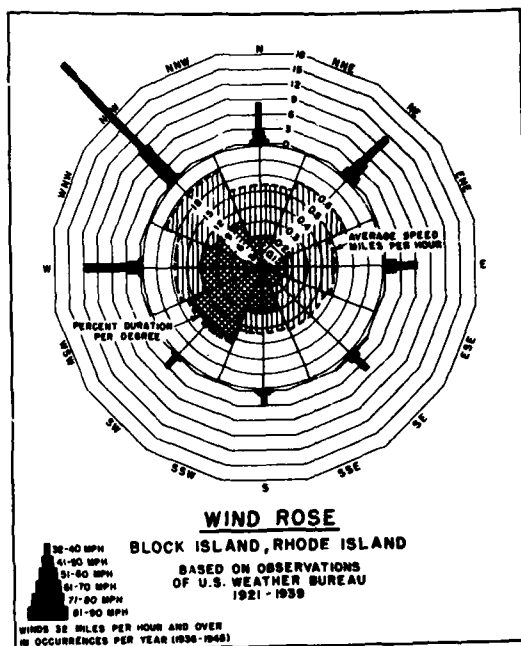 N
NNE
NE
ENE
E
ESE
SE
SSE
S
SSW
SW
WSW
W
WNW
NNW
18
15
12
9
6
3
0
AVERAGE SPEED
MILES PER HOUR
PERCENT DURATION
PER DEGREE
WIND ROSE
BLOCK ISLAND, RHODE ISLAND
BASED ON OBSERVATIONS
OF U.S. WEATHER BUREAU
1921 - 1939
32-40 MPH
41-50 MPH
51-60 MPH
61-70 MPH
71-80 MPH
81-90 MPH
WINDS 32 MILES PER HOUR AND OVER
IN OCCURRENCES PER YEAR (1936-1945)